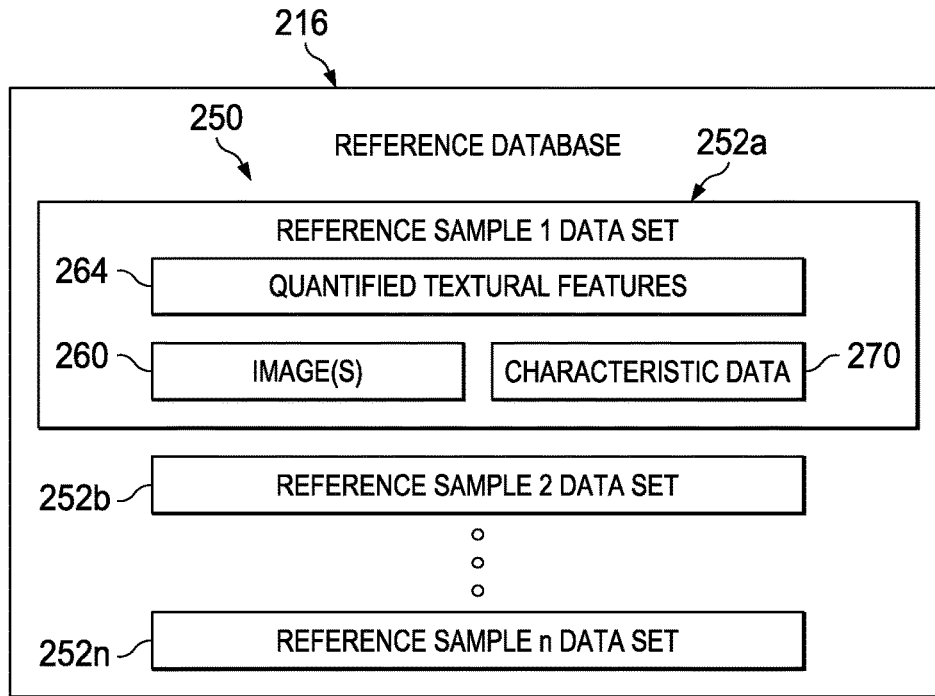 216
250
REFERENCE DATABASE
252a
REFERENCE SAMPLE 1 DATA SET
264
QUANTIFIED TEXTURAL FEATURES
260
IMAGE(S)
CHARACTERISTIC DATA
270
252b
REFERENCE SAMPLE 2 DATA SET
252n
REFERENCE SAMPLE n DATA SET